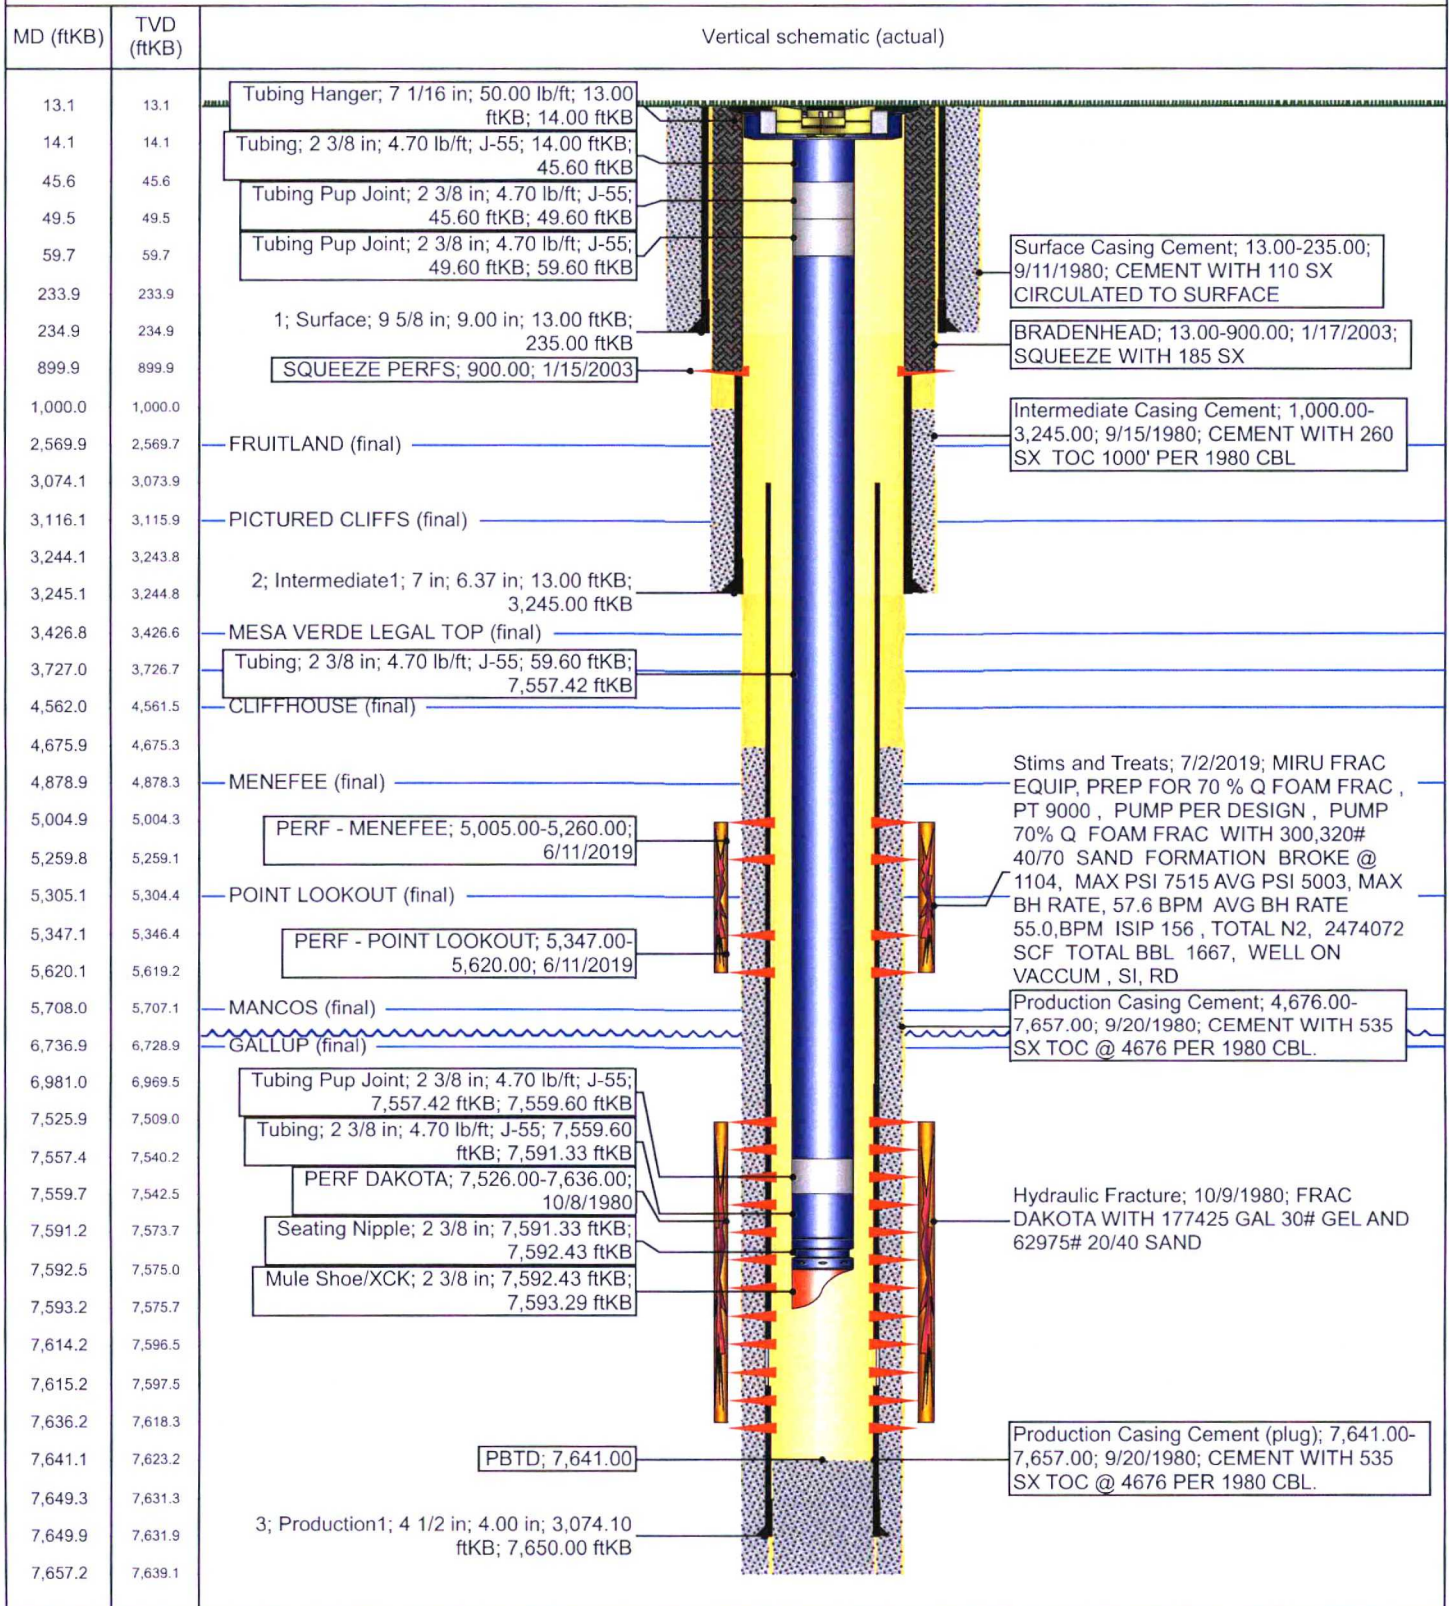 MD (ftKB)
TVD
(ftKB)
Vertical schematic (actual)
13.1 13.1
14.1 14.1
45.6 45.6
49.5 49.5
59.7 59.7
233.9 233.9
234.9 234.9
899.9 899.9
1,000.0 1,000.0
2,569.9 2,569.7
3,074.1 3,073.9
3,116.1 3,115.9
3,244.1 3,243.8
3,245.1 3,244.8
3,426.8 3,426.6
3,727.0 3,726.7
4,562.0 4,561.5
4,675.9 4,675.3
4,878.9 4,878.3
5,004.9 5,004.3
5,259.8 5,259.1
5,305.1 5,304.4
5,347.1 5,346.4
5,620.1 5,619.2
5,708.0 5,707.1
6,736.9 6,728.9
6,981.0 6,969.5
7,525.9 7,509.0
7,557.4 7,540.2
7,559.7 7,542.5
7,591.2 7,573.7
7,592.5 7,575.0
7,593.2 7,575.7
7,614.2 7,596.5
7,615.2 7,597.5
7,636.2 7,618.3
7,641.1 7,623.2
7,649.3 7,631.3
7,649.9 7,631.9
7,657.2 7,639.1
Tubing Hanger; 7 1/16 in; 50.00 lb/ft; 13.00
ftKB; 14.00 ftKB
Tubing; 2 3/8 in; 4.70 lb/ft; J-55; 14.00 ftKB;
45.60 ftKB
Tubing Pup Joint; 2 3/8 in; 4.70 lb/ft; J-55;
45.60 ftKB; 49.60 ftKB
Tubing Pup Joint; 2 3/8 in; 4.70 lb/ft; J-55;
49.60 ftKB; 59.60 ftKB
1; Surface; 9 5/8 in; 9.00 in; 13.00 ftKB;
235.00 ftKB
SQUEEZE PERFS; 900.00; 1/15/2003
FRUITLAND (final)
PICTURED CLIFFS (final)
2; Intermediate1; 7 in; 6.37 in; 13.00 ftKB;
3,245.00 ftKB
MESA VERDE LEGAL TOP (final)
Tubing; 2 3/8 in; 4.70 lb/ft; J-55; 59.60 ftKB;
7,557.42 ftKB
CLIFFHOUSE (final)
MENEFEE (final)
PERF - MENEFEE; 5,005.00-5,260.00;
6/11/2019
POINT LOOKOUT (final)
PERF - POINT LOOKOUT; 5,347.00-
5,620.00; 6/11/2019
MANCOS (final)
GALLUP (final)
Tubing Pup Joint; 2 3/8 in; 4.70 lb/ft; J-55;
7,557.42 ftKB; 7,559.60 ftKB
Tubing; 2 3/8 in; 4.70 lb/ft; J-55; 7,559.60
ftKB; 7,591.33 ftKB
PERF DAKOTA; 7,526.00-7,636.00;
10/8/1980
Seating Nipple; 2 3/8 in; 7,591.33 ftKB;
7,592.43 ftKB
Mule Shoe/XCK; 2 3/8 in; 7,592.43 ftKB;
7,593.29 ftKB
PBTD; 7,641.00
3; Production1; 4 1/2 in; 4.00 in; 3,074.10
ftKB; 7,650.00 ftKB
Surface Casing Cement; 13.00-235.00;
9/11/1980; CEMENT WITH 110 SX
CIRCULATED TO SURFACE
BRADENHEAD; 13.00-900.00; 1/17/2003;
SQUEEZE WITH 185 SX
Intermediate Casing Cement; 1,000.00-
3,245.00; 9/15/1980; CEMENT WITH 260
SX TOC 1000' PER 1980 CBL
Stims and Treats; 7/2/2019; MIRU FRAC
EQUIP, PREP FOR 70 % Q FOAM FRAC ,
PT 9000 , PUMP PER DESIGN , PUMP
70% Q FOAM FRAC WITH 300,320#
40/70 SAND FORMATION BROKE @
1104, MAX PSI 7515 AVG PSI 5003, MAX
BH RATE, 57.6 BPM AVG BH RATE
55.0,BPM ISIP 156 , TOTAL N2, 2474072
SCF TOTAL BBL 1667, WELL ON
VACCUM , SI, RD
Production Casing Cement; 4,676.00-
7,657.00; 9/20/1980; CEMENT WITH 535
SX TOC @ 4676 PER 1980 CBL.
Hydraulic Fracture; 10/9/1980; FRAC
DAKOTA WITH 177425 GAL 30# GEL AND
62975# 20/40 SAND
Production Casing Cement (plug); 7,641.00-
7,657.00; 9/20/1980; CEMENT WITH 535
SX TOC @ 4676 PER 1980 CBL.